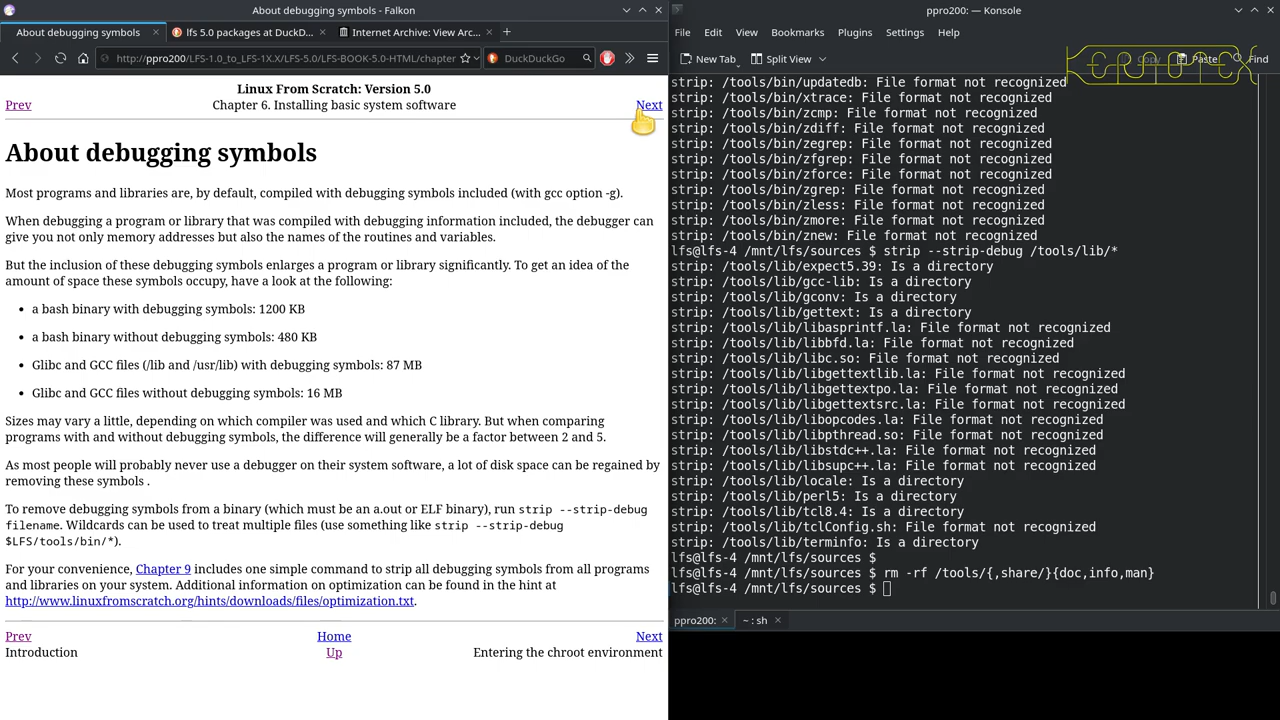 About debugging symbols - Falkon
About debugging symbols
lfs 5.0 packages at DuckD...
Internet Archive: View Arc...
http://ppro200/LFS-1.0_to_LFS-1X.X/LFS-5.0/LFS-BOOK-5.0-HTML/chapter
DuckDuckGo
Linux From Scratch: Version 5.0
Prev
Chapter 6. Installing basic system software
Next
About debugging symbols
Most programs and libraries are, by default, compiled with debugging symbols included (with gcc option -g).
When debugging a program or library that was compiled with debugging information included, the debugger can
give you not only memory addresses but also the names of the routines and variables.
But the inclusion of these debugging symbols enlarges a program or library significantly. To get an idea of the
amount of space these symbols occupy, have a look at the following:
• a bash binary with debugging symbols: 1200 KB
• a bash binary without debugging symbols: 480 KB
• Glibc and GCC files (/lib and /usr/lib) with debugging symbols: 87 MB
• Glibc and GCC files without debugging symbols: 16 MB
Sizes may vary a little, depending on which compiler was used and which C library. But when comparing
programs with and without debugging symbols, the difference will generally be a factor between 2 and 5.
As most people will probably never use a debugger on their system software, a lot of disk space can be regained by
removing these symbols .
To remove debugging symbols from a binary (which must be an a.out or ELF binary), run strip --strip-debug
filename. Wildcards can be used to treat multiple files (use something like strip --strip-debug
$LFS/tools/bin/*).
For your convenience, Chapter 9 includes one simple command to strip all debugging symbols from all programs
and libraries on your system. Additional information on optimization can be found in the hint at
http://www.linuxfromscratch.org/hints/downloads/files/optimization.txt.
Prev
Home
Next
Introduction
Up
Entering the chroot environment
ppro200: — Konsole
File Edit View Bookmarks Plugins Settings Help
New Tab Split View Copy Paste Find
strip: /tools/bin/updatedb: File format not recognized
strip: /tools/bin/xtrace: File format not recognized
strip: /tools/bin/zcmp: File format not recognized
strip: /tools/bin/zdiff: File format not recognized
strip: /tools/bin/zegrep: File format not recognized
strip: /tools/bin/zfgrep: File format not recognized
strip: /tools/bin/zforce: File format not recognized
strip: /tools/bin/zgrep: File format not recognized
strip: /tools/bin/zless: File format not recognized
strip: /tools/bin/zmore: File format not recognized
strip: /tools/bin/znew: File format not recognized
lfs@lfs-4 /mnt/lfs/sources $ strip --strip-debug /tools/lib/*
strip: /tools/lib/expect5.39: Is a directory
strip: /tools/lib/gcc-lib: Is a directory
strip: /tools/lib/gconv: Is a directory
strip: /tools/lib/gettext: Is a directory
strip: /tools/lib/libasprintf.la: File format not recognized
strip: /tools/lib/libbfd.la: File format not recognized
strip: /tools/lib/libc.so: File format not recognized
strip: /tools/lib/libgettextlib.la: File format not recognized
strip: /tools/lib/libgettextpo.la: File format not recognized
strip: /tools/lib/libgettextsrc.la: File format not recognized
strip: /tools/lib/libopcodes.la: File format not recognized
strip: /tools/lib/libpthread.so: File format not recognized
strip: /tools/lib/libstdc++.la: File format not recognized
strip: /tools/lib/libsupc++.la: File format not recognized
strip: /tools/lib/locale: Is a directory
strip: /tools/lib/perl5: Is a directory
strip: /tools/lib/tcl8.4: Is a directory
strip: /tools/lib/tclConfig.sh: File format not recognized
strip: /tools/lib/terminfo: Is a directory
lfs@lfs-4 /mnt/lfs/sources $
lfs@lfs-4 /mnt/lfs/sources $ rm -rf /tools/{,share/}{doc,info,man}
lfs@lfs-4 /mnt/lfs/sources $
ppro200:
~ : sh